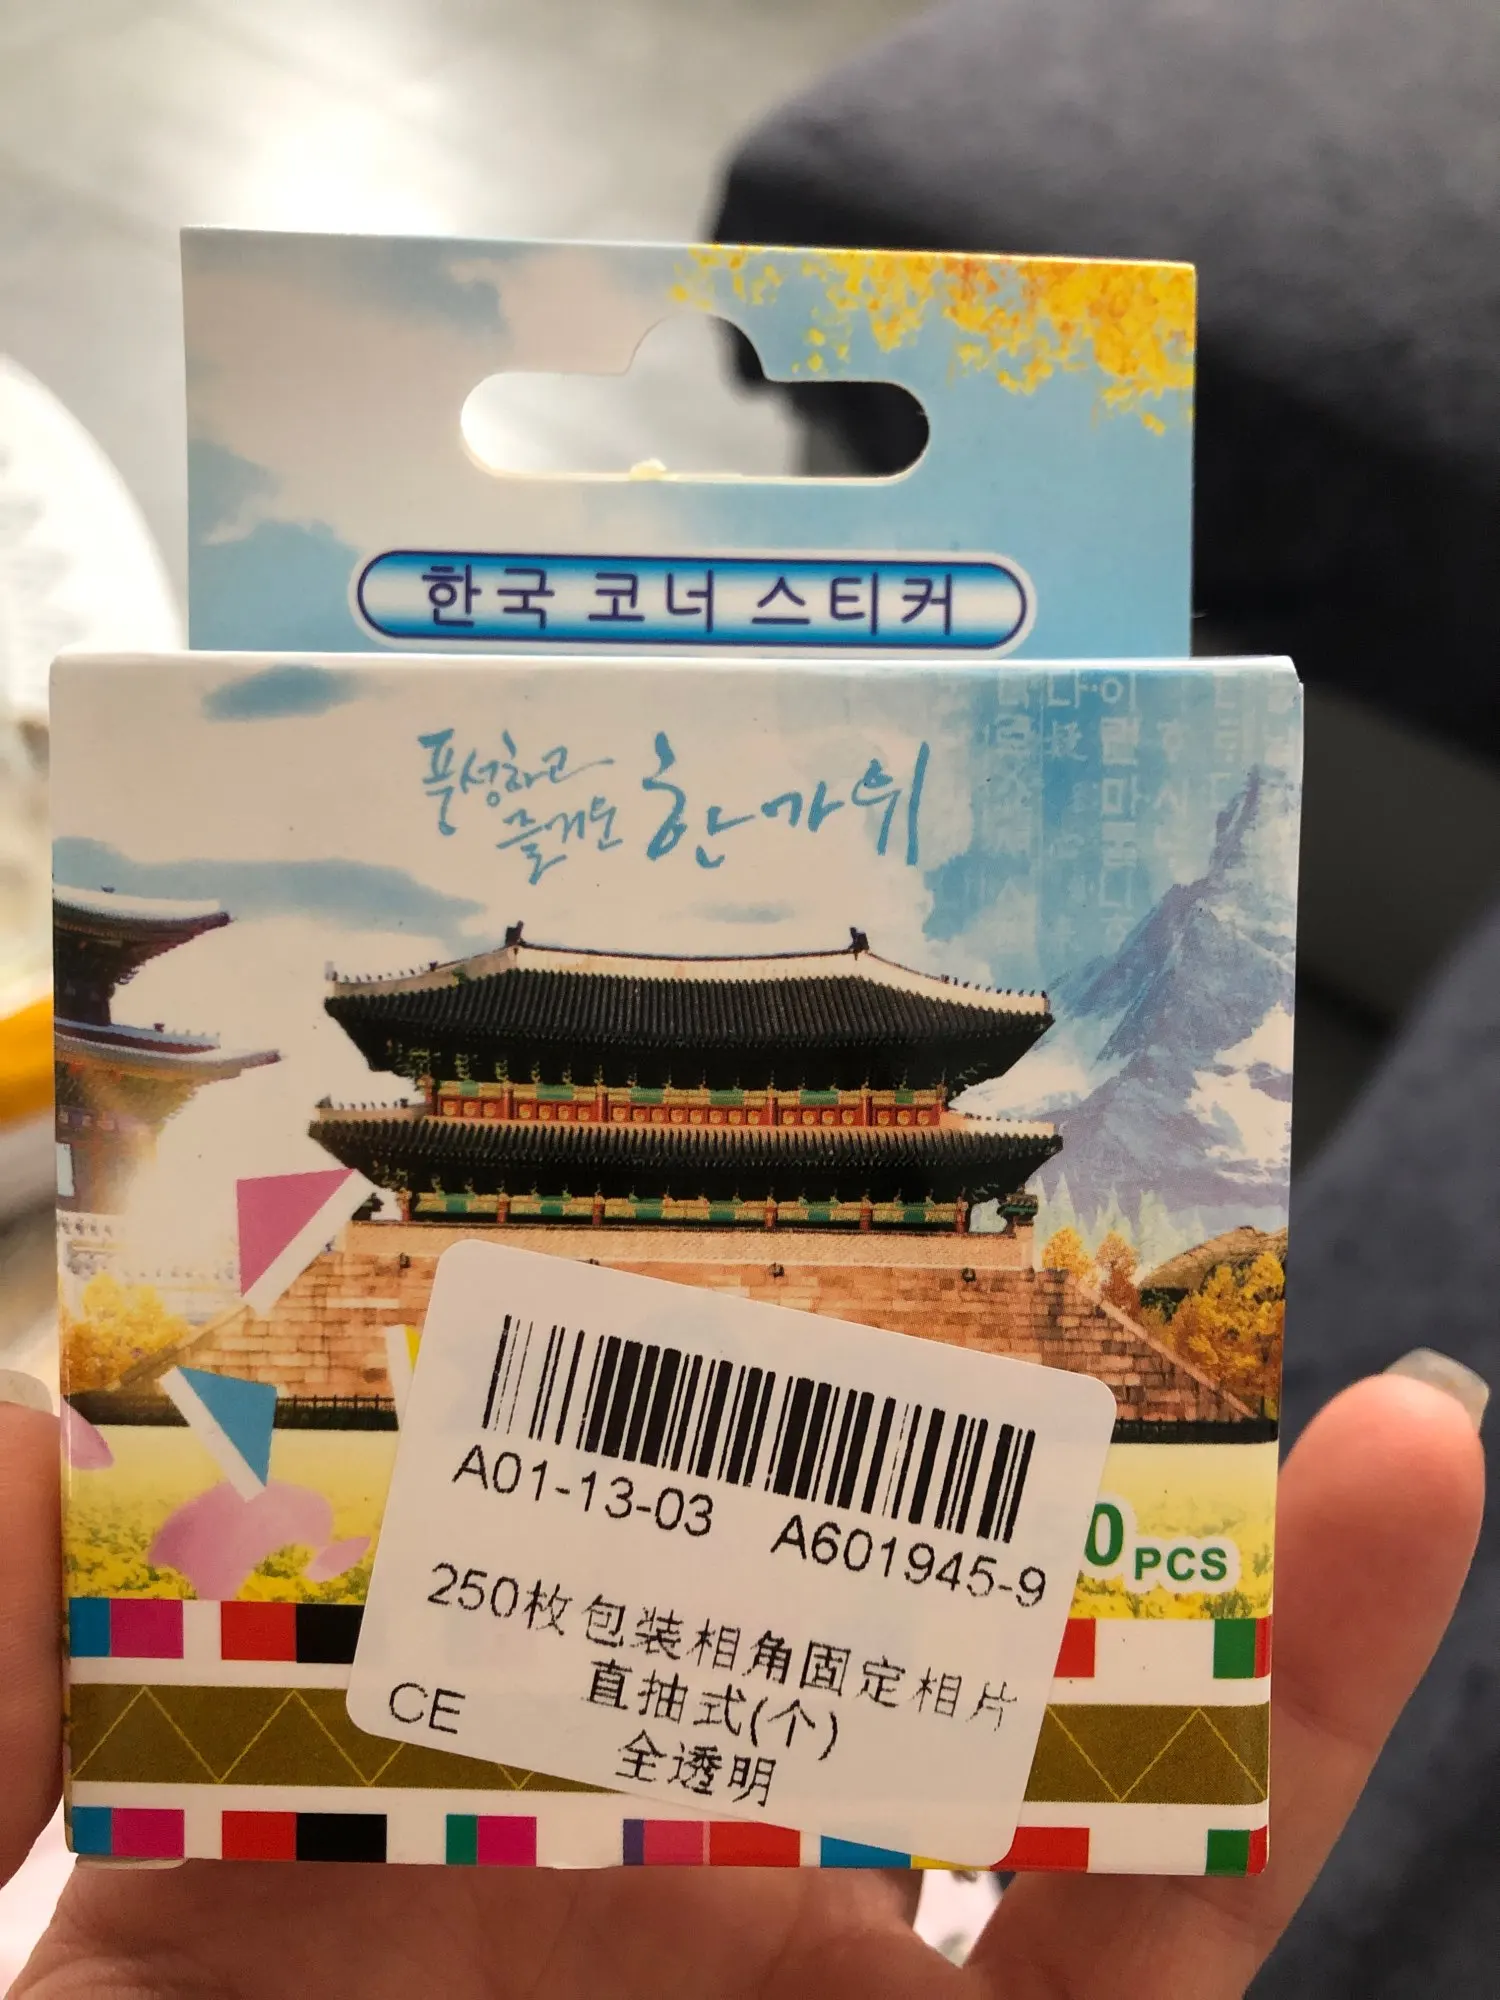 한국 코너 스티커
풍성하고
즐거운 한가위
A01-13-03 A601945-9
0 PCS
250枚包装相角固定相片
直抽式(个)
CE
全透明